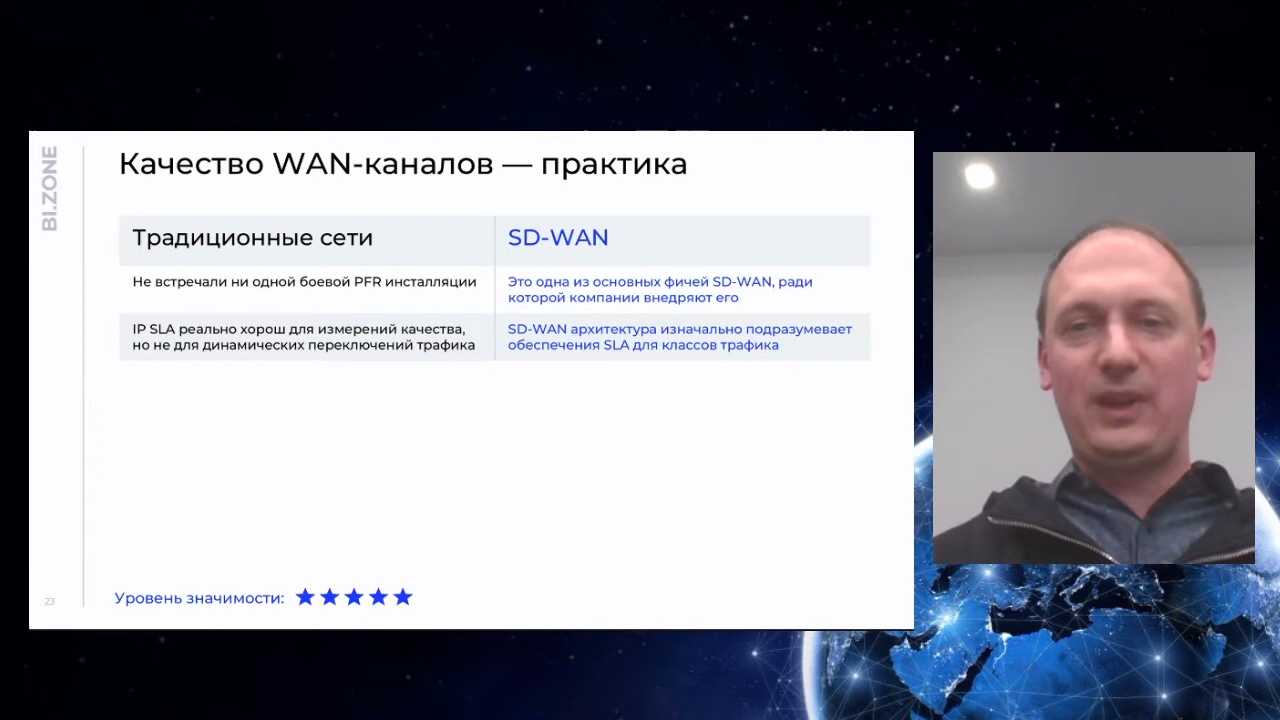 BI.ZONE
Качество WAN-каналов — практика
Традиционные сети
SD-WAN
Не встречали ни одной боевой PFR инсталляции
Это одна из основных фичей SD-WAN, ради
которой компании внедряют его
IP SLA реально хорош для измерений качества,
но не для динамических переключений трафика
SD-WAN архитектура изначально подразумевает
обеспечения SLA для классов трафика
Уровень значимости:
23